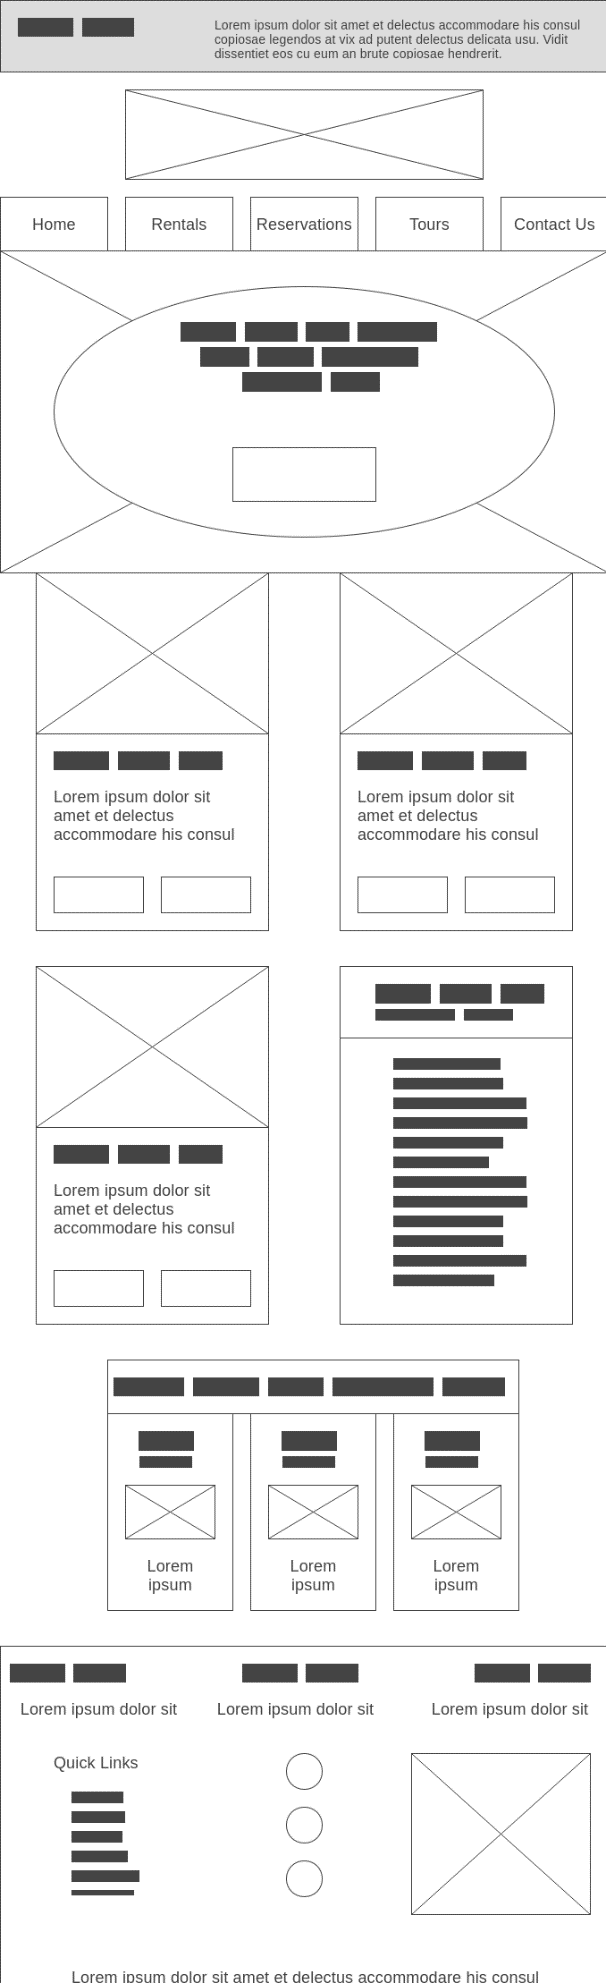 Lorem ipsum dolor sit amet et delectus accommodare his consul
copiosae legendos at vix ad putent delectus delicata usu. Vidit
dissentiet eos cu eum an brute copiosae hendrerit.
Home
Rentals
Reservations
Tours
Contact Us
Lorem ipsum dolor sit
amet et delectus
accommodare his consul
Lorem ipsum dolor sit
amet et delectus
accommodare his consul
Lorem ipsum dolor sit
amet et delectus
accommodare his consul
Lorem
ipsum
Lorem
ipsum
Lorem
ipsum
Lorem ipsum dolor sit
Lorem ipsum dolor sit
Lorem ipsum dolor sit
Quick Links
Lorem ipsum dolor sit amet et delectus accommodare his consul